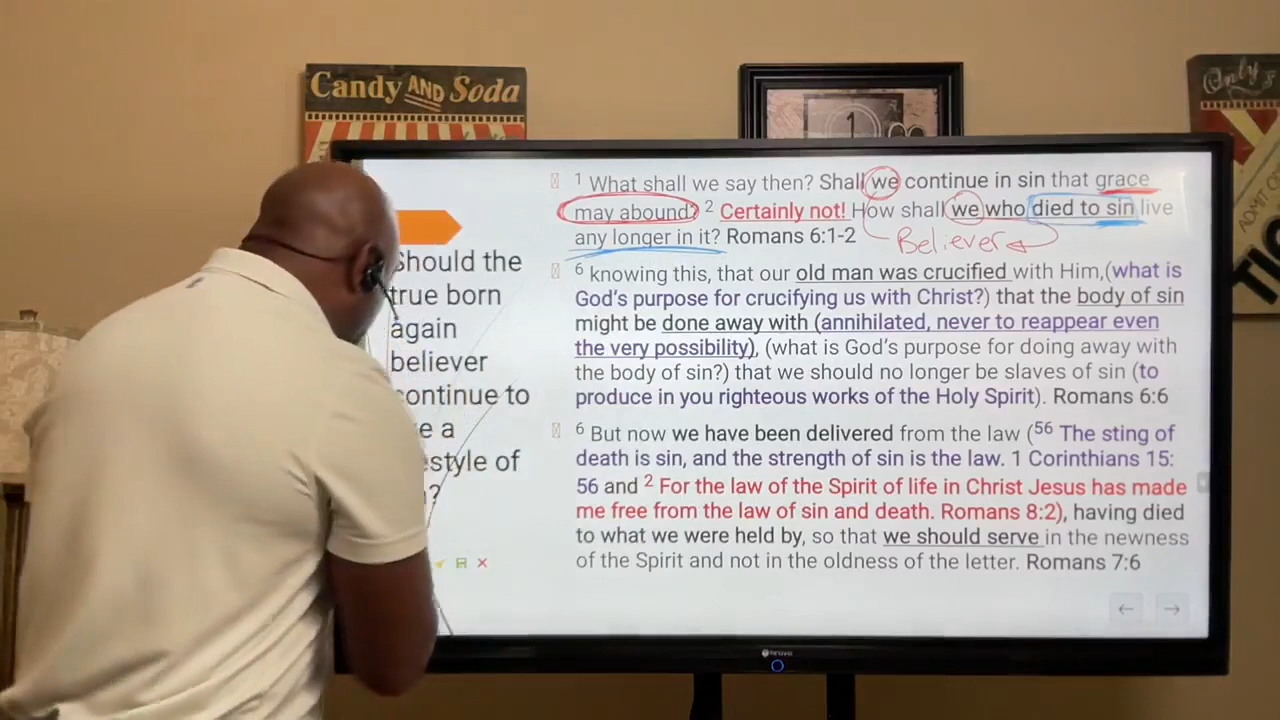 Candy AND Soda
1
Only $
ADMIT O
Should the
true born
again
believer
continue to
e a
estyle of
?
1 What shall we say then? Shall we continue in sin that grace
may abound? 2 Certainly not! How shall we who died to sin live
any longer in it? Romans 6:1-2
Believer
6 knowing this, that our old man was crucified with Him,(what is
God's purpose for crucifying us with Christ?) that the body of sin
might be done away with (annihilated, never to reappear even
the very possibility), (what is God's purpose for doing away with
the body of sin?) that we should no longer be slaves of sin (to
produce in you righteous works of the Holy Spirit). Romans 6:6
6 But now we have been delivered from the law (56 The sting of
death is sin, and the strength of sin is the law. 1 Corinthians 15:
56 and 2 For the law of the Spirit of life in Christ Jesus has made
me free from the law of sin and death. Romans 8:2), having died
to what we were held by, so that we should serve in the newness
of the Spirit and not in the oldness of the letter. Romans 7:6